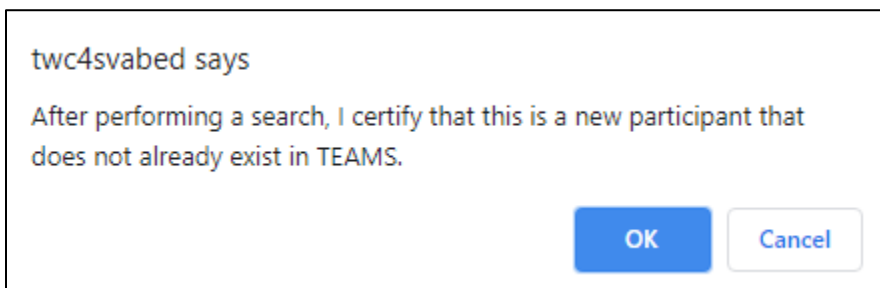 twc4svabed says
After performing a search, I certify that this is a new participant that
does not already exist in TEAMS.
OK Cancel